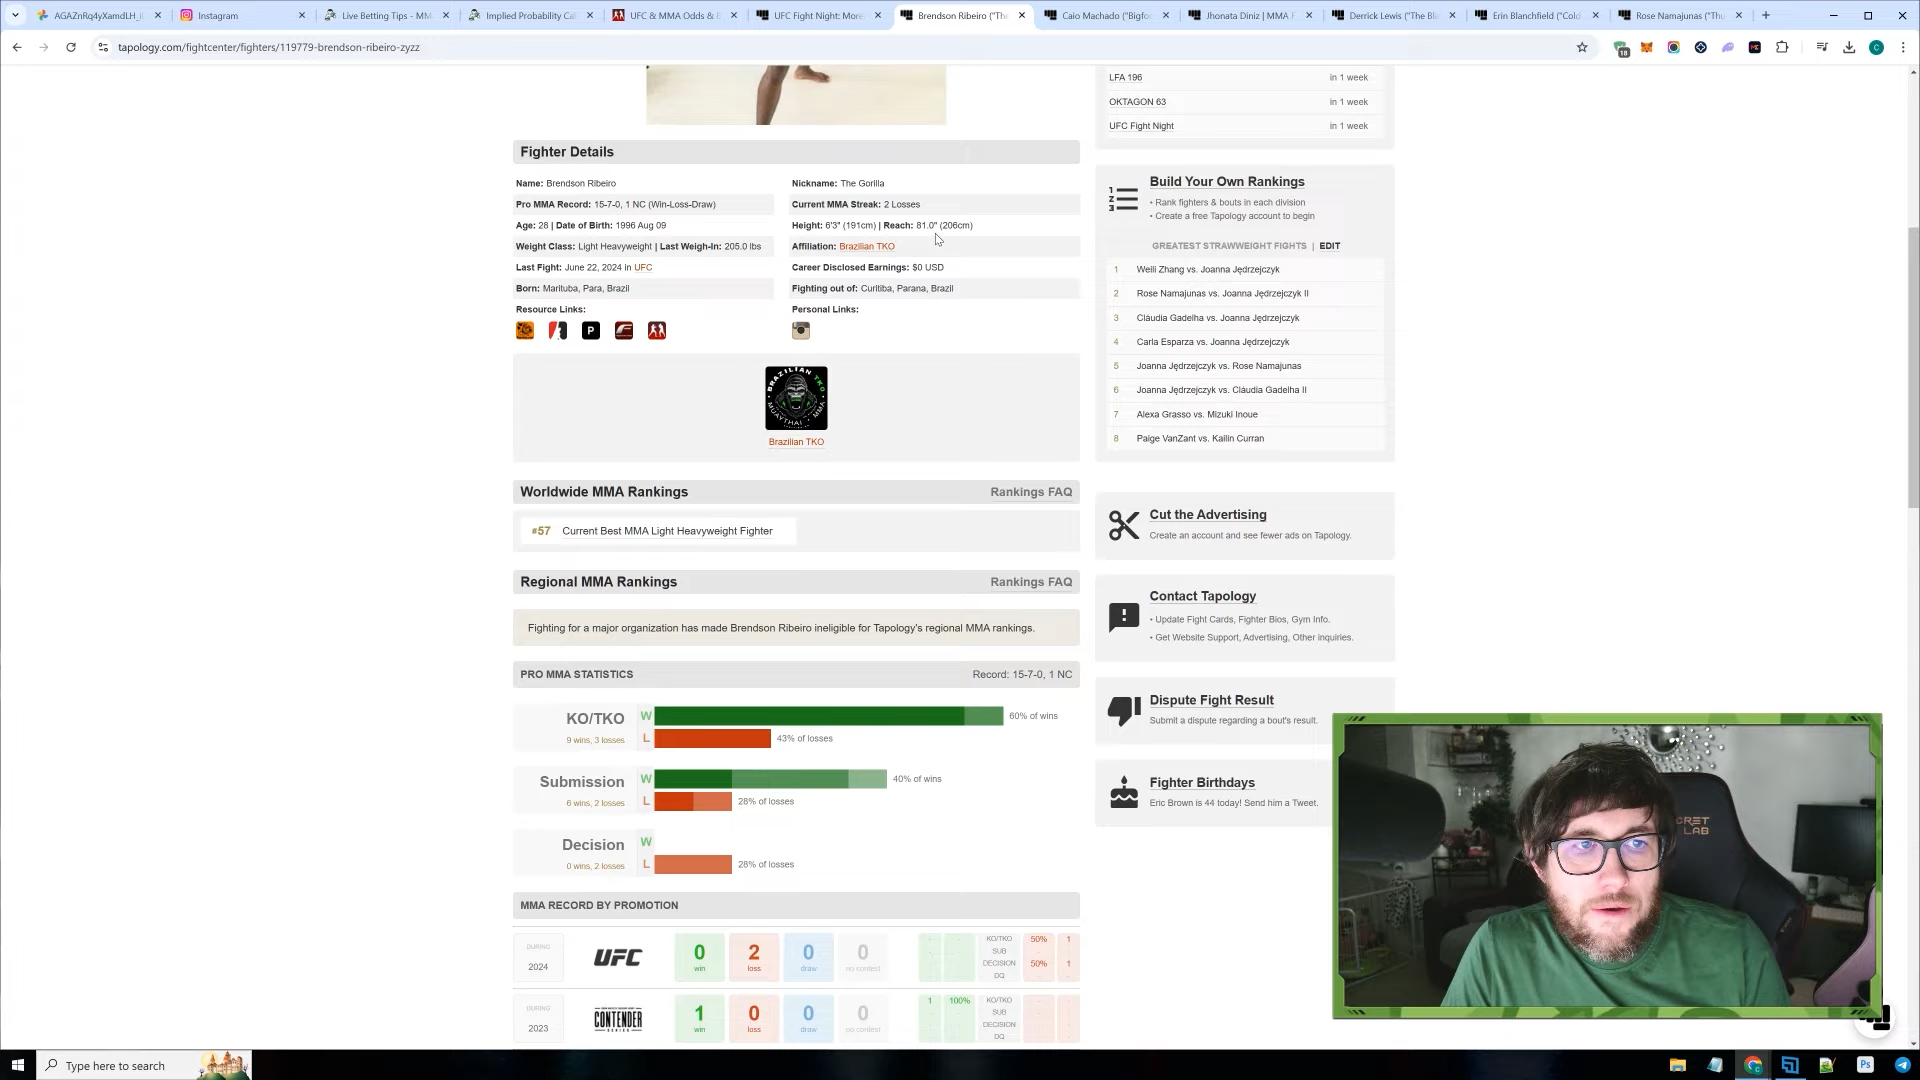 AGAZnRq4yXamdLH_i
Instagram
Live Betting Tips - MM
Implied Probability Ca
UFC & MMA Odds & B
UFC Fight Night: More
Brendson Ribeiro ("The
Caio Machado ("Bigfoo
Jhonata Diniz | MMA F
Derrick Lewis ("The Bla
Erin Blanchfield ("Cold
Rose Namajunas ("Thu
tapology.com/fightcenter/fighters/119779-brendson-ribeiro-zyzz
18
C
Fighter Details
Name: Brendson Ribeiro
Nickname: The Gorilla
Pro MMA Record: 15-7-0, 1 NC (Win-Loss-Draw)
Current MMA Streak: 2 Losses
Age: 28 | Date of Birth: 1996 Aug 09
Height: 6'3" (191cm) | Reach: 81.0" (206cm)
Weight Class: Light Heavyweight | Last Weigh-In: 205.0 lbs
Affiliation: Brazilian TKO
Last Fight: June 22, 2024 in UFC
Career Disclosed Earnings: $0 USD
Born: Marituba, Para, Brazil
Fighting out of: Curitiba, Parana, Brazil
Resource Links:
Personal Links:
P
BRAZILIAN TKO
MUAYTHAI MMA
Brazilian TKO
Worldwide MMA Rankings
Rankings FAQ
#57 Current Best MMA Light Heavyweight Fighter
Regional MMA Rankings
Rankings FAQ
Fighting for a major organization has made Brendson Ribeiro ineligible for Tapology's regional MMA rankings.
PRO MMA STATISTICS
Record: 15-7-0, 1 NC
KO/TKO
9 wins, 3 losses
W 60% of wins
L 43% of losses
Submission
6 wins, 2 losses
W 40% of wins
L 28% of losses
Decision
0 wins, 2 losses
W
L 28% of losses
MMA RECORD BY PROMOTION
DURING
2024
UFC
0 win
2 loss
0 draw
0 no contest
KO/TKO 50% 1
SUB
DECISION 50% 1
DQ
DURING
2023
CONTENDER
SERIES
1 win
0 loss
0 draw
0 no contest
1 100% KO/TKO
SUB
DECISION
DQ
LFA 196 in 1 week
OKTAGON 63 in 1 week
UFC Fight Night in 1 week
Build Your Own Rankings
• Rank fighters & bouts in each division
• Create a free Tapology account to begin
GREATEST STRAWWEIGHT FIGHTS | EDIT
1 Weili Zhang vs. Joanna Jędrzejczyk
2 Rose Namajunas vs. Joanna Jędrzejczyk II
3 Cláudia Gadelha vs. Joanna Jędrzejczyk
4 Carla Esparza vs. Joanna Jędrzejczyk
5 Joanna Jędrzejczyk vs. Rose Namajunas
6 Joanna Jędrzejczyk vs. Cláudia Gadelha II
7 Alexa Grasso vs. Mizuki Inoue
8 Paige VanZant vs. Kailin Curran
Cut the Advertising
Create an account and see fewer ads on Tapology.
Contact Tapology
• Update Fight Cards, Fighter Bios, Gym Info.
• Get Website Support, Advertising, Other inquiries.
Dispute Fight Result
Submit a dispute regarding a bout's result.
Fighter Birthdays
Eric Brown is 44 today! Send him a Tweet.
CRET
LAB
Type here to search
Ps